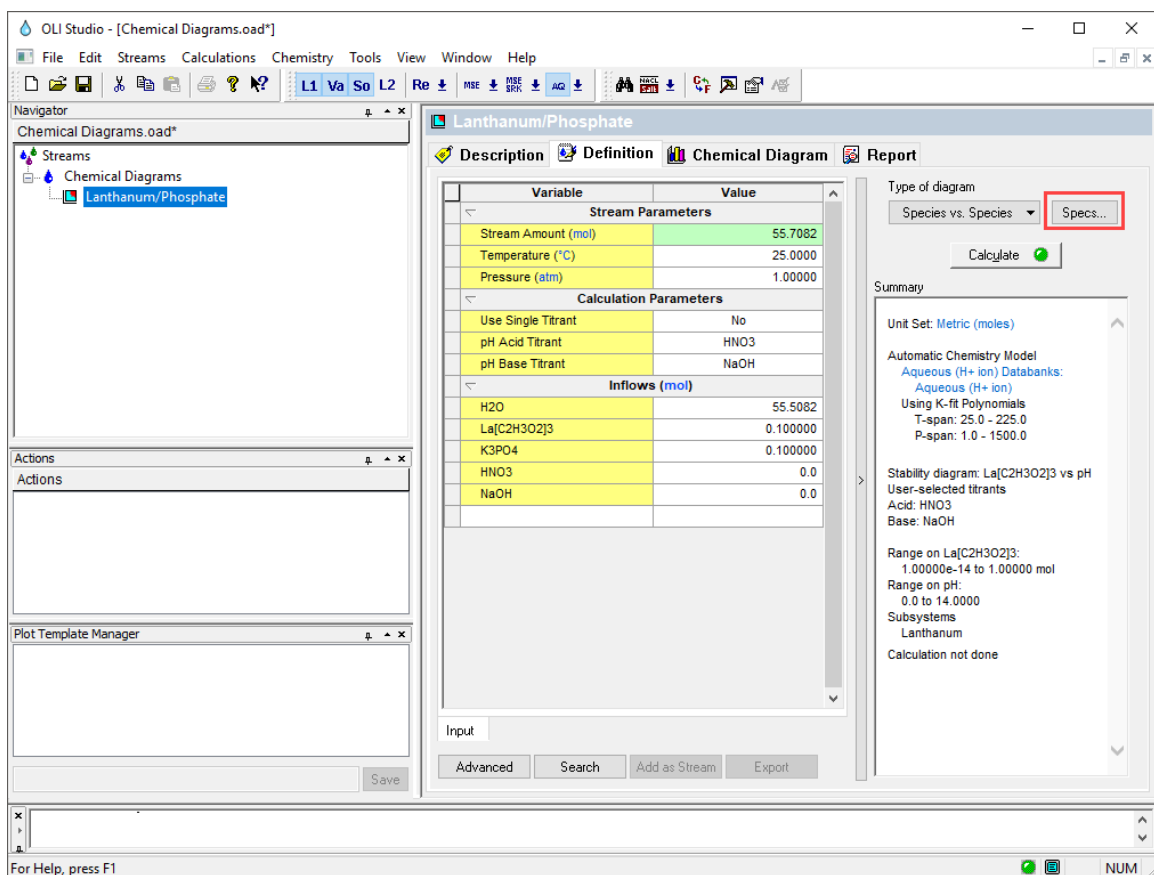 OLI Studio - [Chemical Diagrams.oad*]
File Edit Streams Calculations Chemistry Tools View Window Help
L1 Va So L2 Re MSE MSE SRK AQ
Navigator
Chemical Diagrams.oad*
Streams
Chemical Diagrams
Lanthanum/Phosphate
Actions
Actions
Plot Template Manager
Save
Lanthanum/Phosphate
Description Definition Chemical Diagram Report
Variable Value
Stream Parameters
Stream Amount (mol) 55.7082
Temperature (°C) 25.0000
Pressure (atm) 1.00000
Calculation Parameters
Use Single Titrant No
pH Acid Titrant HNO3
pH Base Titrant NaOH
Inflows (mol)
H2O 55.5082
La[C2H3O2]3 0.100000
K3PO4 0.100000
HNO3 0.0
NaOH 0.0
Input
Advanced Search Add as Stream Export
Type of diagram
Species vs. Species Specs...
Calculate
Summary
Unit Set: Metric (moles)
Automatic Chemistry Model
Aqueous (H+ ion) Databanks:
Aqueous (H+ ion)
Using K-fit Polynomials
T-span: 25.0 - 225.0
P-span: 1.0 - 1500.0
Stability diagram: La[C2H3O2]3 vs pH
User-selected titrants
Acid: HNO3
Base: NaOH
Range on La[C2H3O2]3:
1.00000e-14 to 1.00000 mol
Range on pH:
0.0 to 14.0000
Subsystems
Lanthanum
Calculation not done
For Help, press F1
NUM